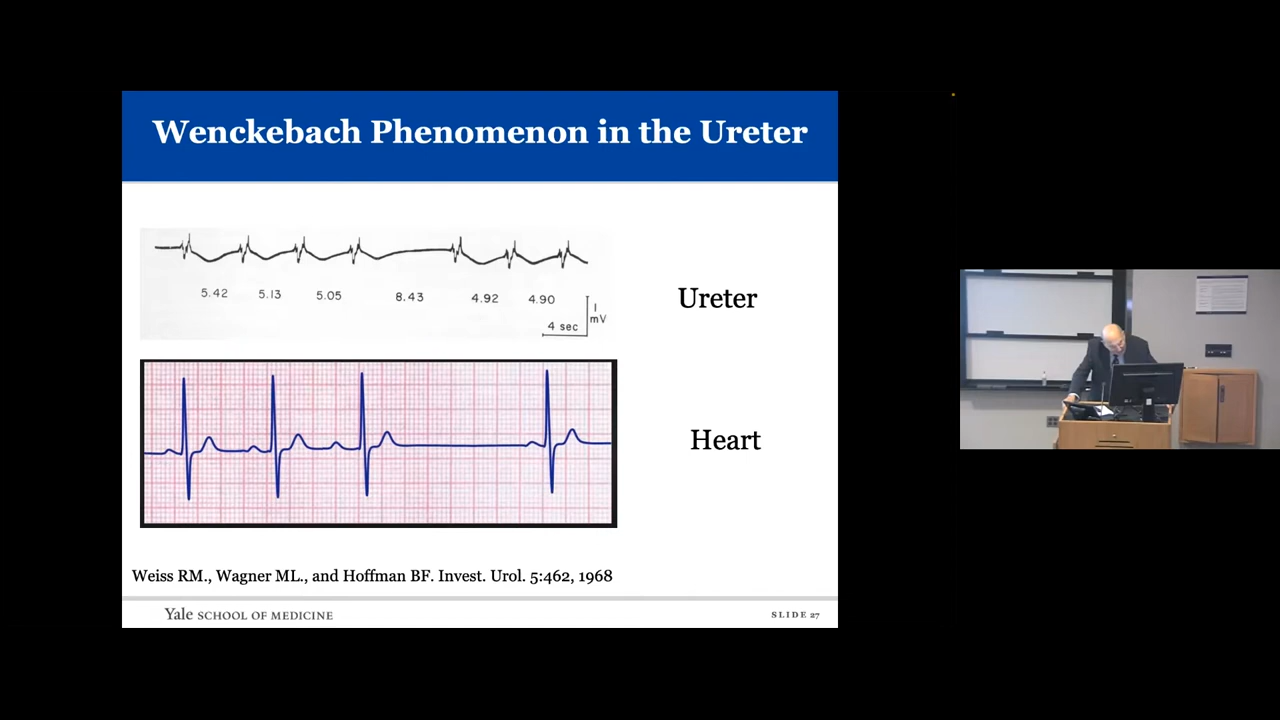 Wenckebach Phenomenon in the Ureter
5.42 5.13 5.05 8.43 4.92 4.90
1
mV
4 sec
Ureter
Heart
Weiss RM., Wagner ML., and Hoffman BF. Invest. Urol. 5:462, 1968
Yale SCHOOL OF MEDICINE
SLIDE 27